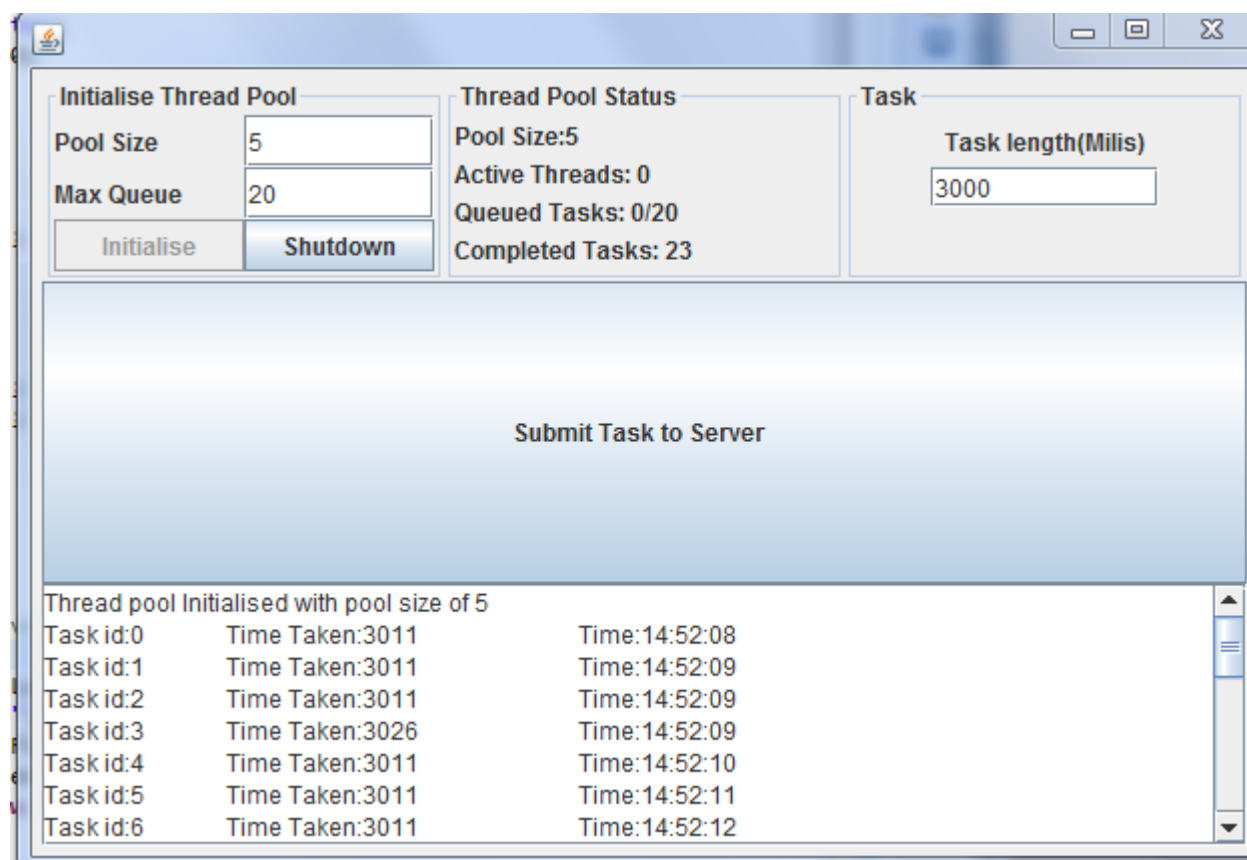 Initialise Thread Pool
Pool Size 5
Max Queue 20
Initialise Shutdown
Thread Pool Status
Pool Size:5
Active Threads: 0
Queued Tasks: 0/20
Completed Tasks: 23
Task
Task length(Milis)
3000
Submit Task to Server
Thread pool Initialised with pool size of 5
Task id:0 Time Taken:3011 Time:14:52:08
Task id:1 Time Taken:3011 Time:14:52:09
Task id:2 Time Taken:3011 Time:14:52:09
Task id:3 Time Taken:3026 Time:14:52:09
Task id:4 Time Taken:3011 Time:14:52:10
Task id:5 Time Taken:3011 Time:14:52:11
Task id:6 Time Taken:3011 Time:14:52:12